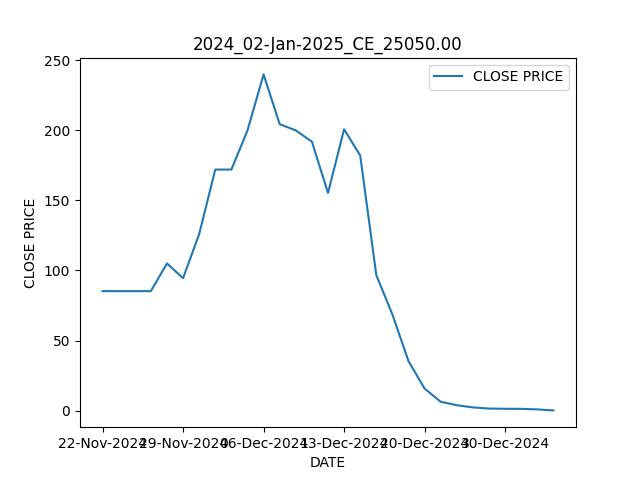 2024_02-Jan-2025_CE_25050.00
CLOSE PRICE
250
200
150
100
50
0
CLOSE PRICE
22-Nov-2024
29-Nov-2024
06-Dec-2024
13-Dec-2024
20-Dec-2024
30-Dec-2024
DATE